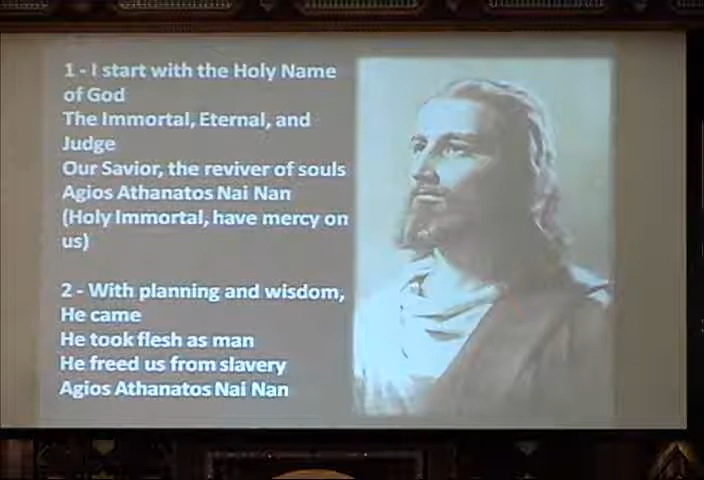 1 - I start with the Holy Name
of God
The Immortal, Eternal, and
Judge
Our Savior, the reviver of souls
Agios Athanatos Nai Nan
(Holy Immortal, have mercy on
us)
2 - With planning and wisdom,
He came
He took flesh as man
He freed us from slavery
Agios Athanatos Nai Nan